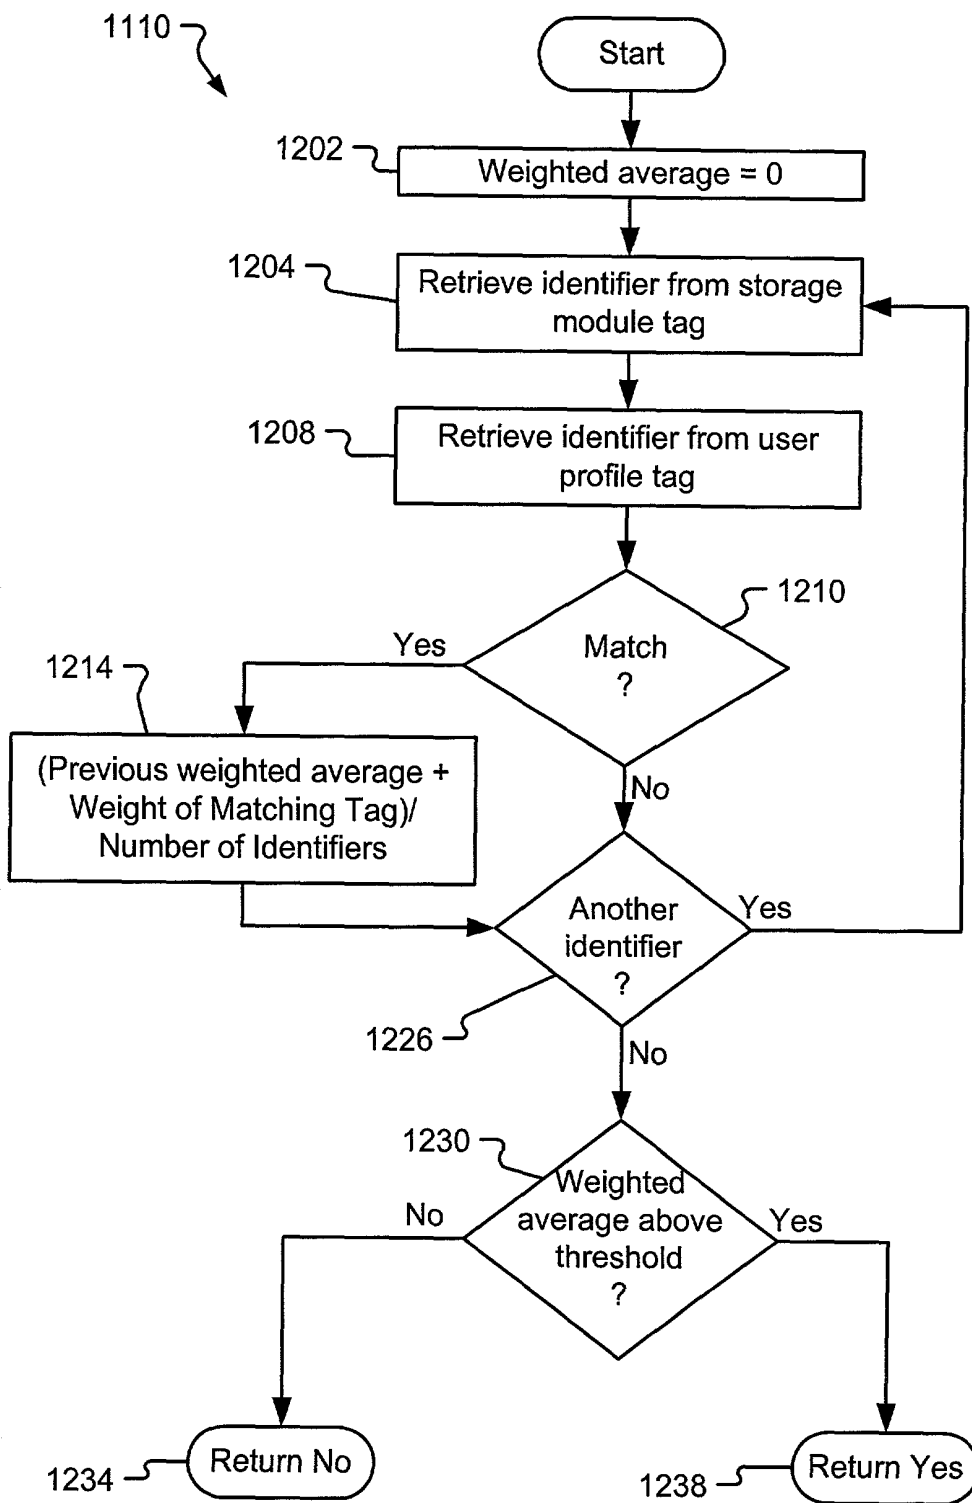 1110
Start
1202
Weighted average = 0
1204
Retrieve identifier from storage
module tag
1208
Retrieve identifier from user
profile tag
1210
Match
?
Yes
No
1214
(Previous weighted average +
Weight of Matching Tag)/
Number of Identifiers
Another
identifier
?
Yes
1226
No
1230
Weighted
average above
threshold
?
No
Yes
1234
Return No
1238
Return Yes